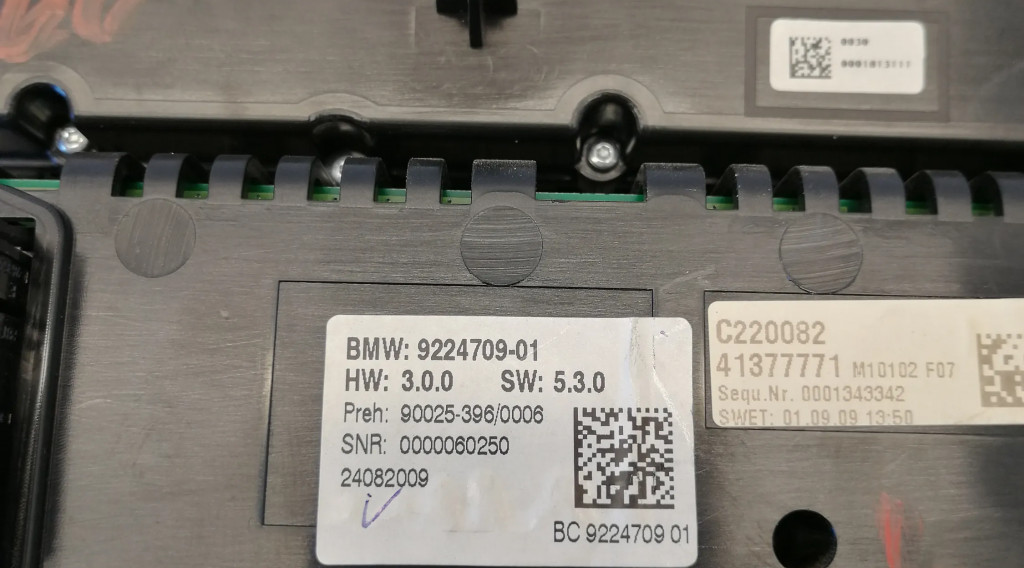 0030
BMW: 9224709-01
HW: 3.0.0 SW: 5.3.0
Preh: 90025-396/0006
SNR: 0000060250
24082009
BC 9224709 01
C220082
41377771 M10102 F07
Sequ.Nr. 0001343342
SWET: 01.09.09 13:50